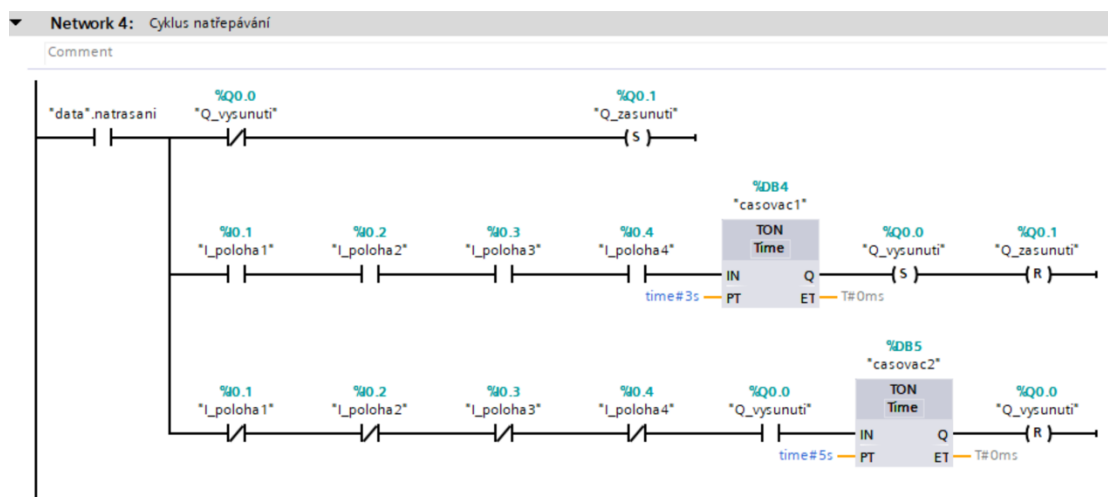 Network 4: Cyklus natřepávání
Comment
%Q0.0 %Q0.1
"data".natrasani "Q_vysunuti" "Q_zasunuti"
S
%DB4
"casovac1"
%I0.1 %I0.2 %I0.3 %I0.4 TON %Q0.0 %Q0.1
"I_poloha1" "I_poloha2" "I_poloha3" "I_poloha4" Time "Q_vysunuti" "Q_zasunuti"
IN Q S R
time#3s PT ET T#0ms
%DB5
"casovac2"
%I0.1 %I0.2 %I0.3 %I0.4 %Q0.0 TON %Q0.0
"I_poloha1" "I_poloha2" "I_poloha3" "I_poloha4" "Q_vysunuti" Time "Q_vysunuti"
IN Q R
time#5s PT ET T#0ms